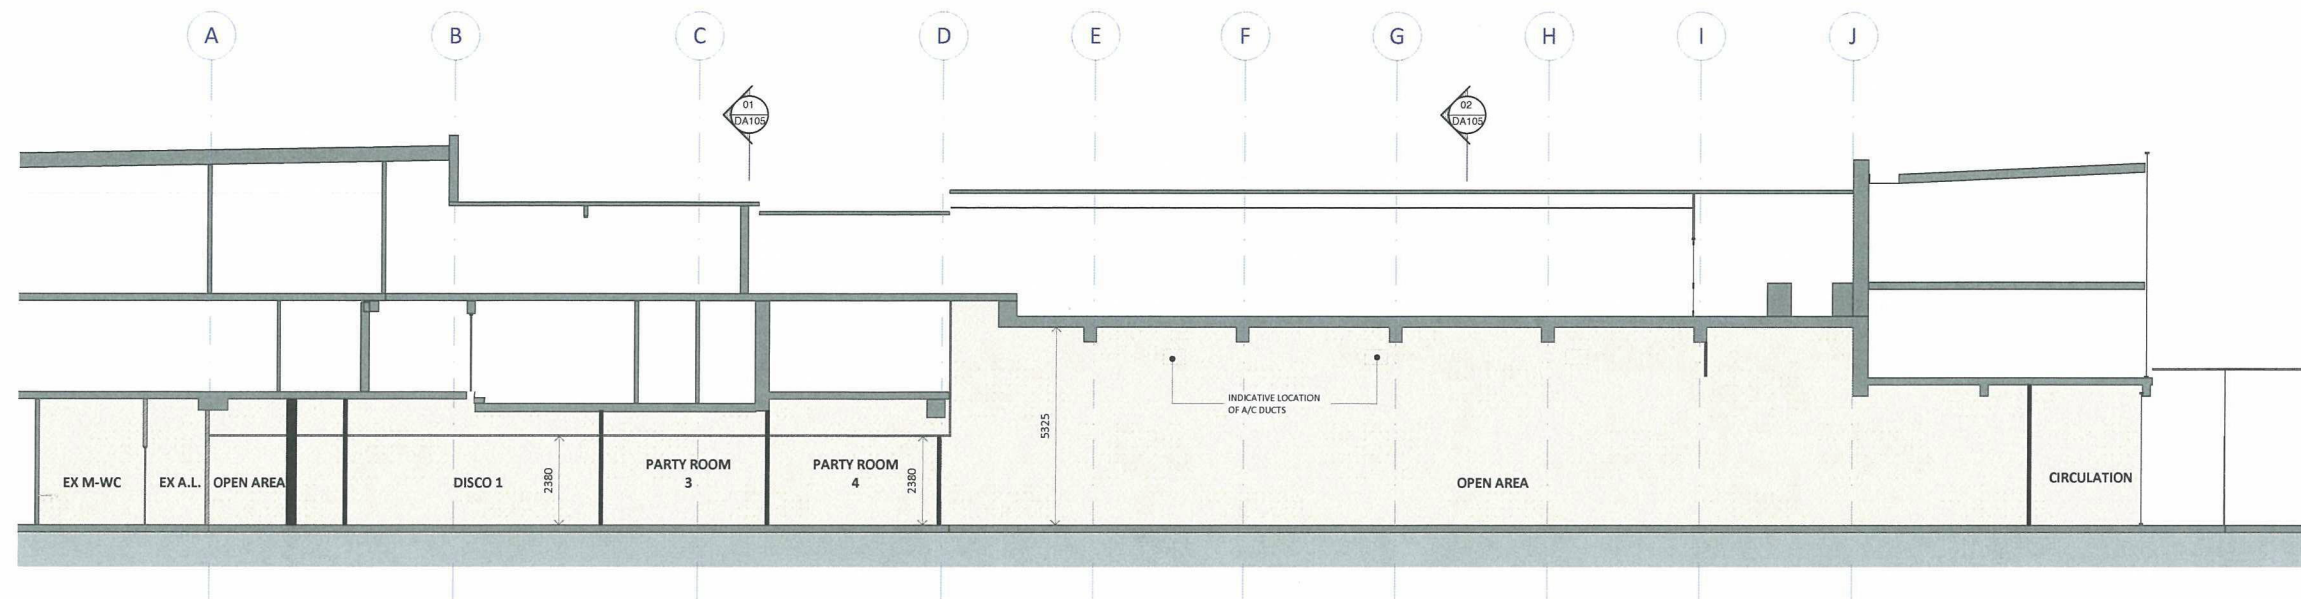 A
B
C
D
E
F
G
H
I
J
01
DA105
02
DA105
INDICATIVE LOCATION
OF A/C DUCTS
5325
EX M-WC
EX A.L.
OPEN AREA
DISCO 1
2380
PARTY ROOM
3
PARTY ROOM
4
2380
OPEN AREA
CIRCULATION